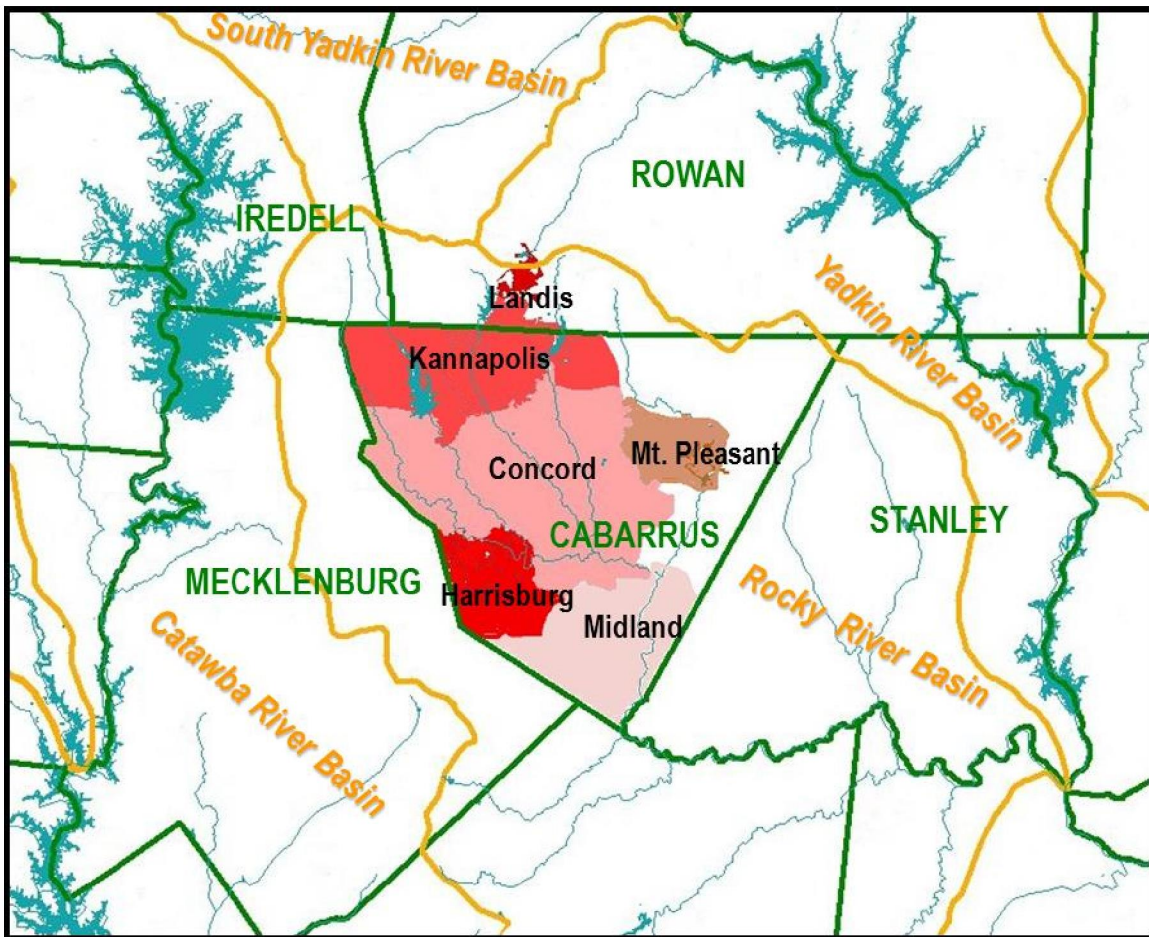 South Yadkin River Basin
ROWAN
IREDELL
Landis
Yadkin River Basin
Kannapolis
Mt. Pleasant
Concord
STANLEY
CABARRUS
MECKLENBURG
Harrisburg
Rocky River Basin
Midland
Catawba River Basin